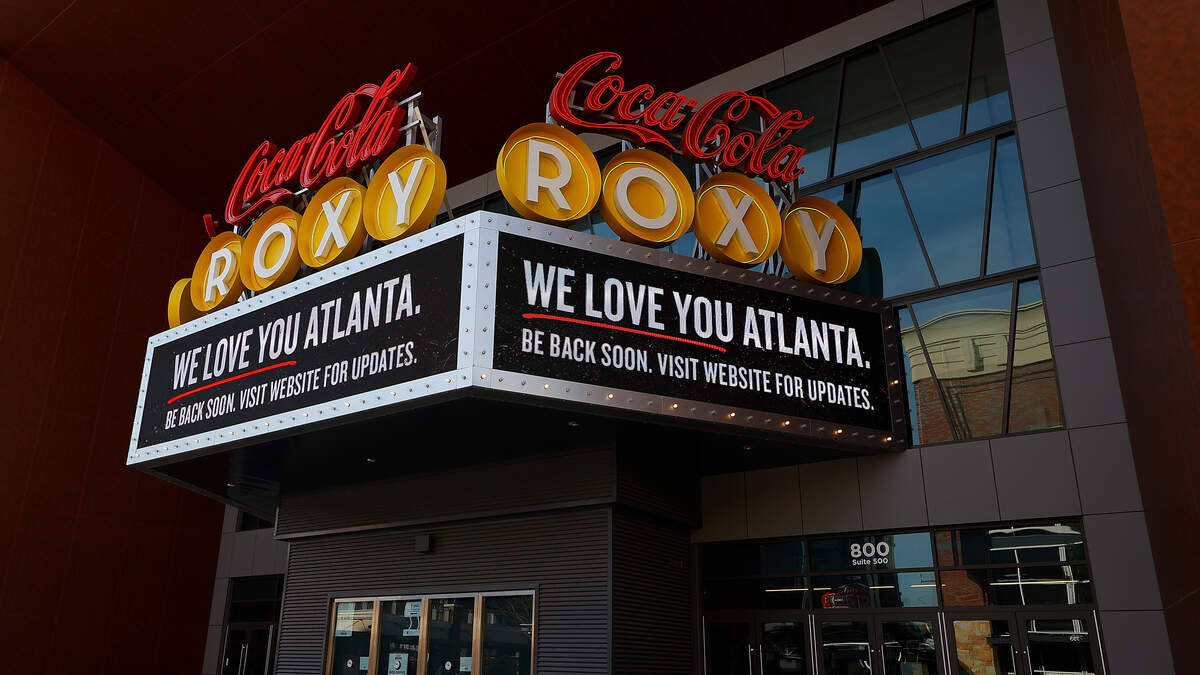 Coca-Cola
ROXY
WE LOVE YOU ATLANTA.
BE BACK SOON. VISIT WEBSITE FOR UPDATES.
Coca-Cola
ROXY
WE LOVE YOU ATLANTA.
BE BACK SOON. VISIT WEBSITE FOR UPDATES.
800
Suite 500